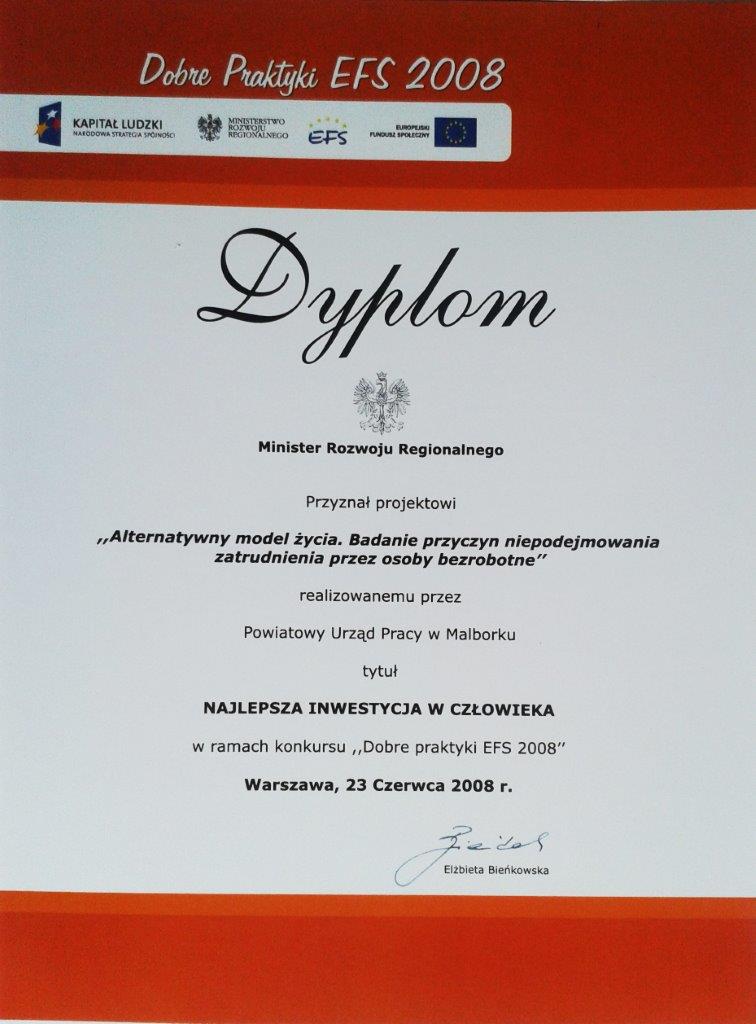 Dobre Praktyki EFS 2008
KAPITAŁ LUDZKI
NARODOWA STRATEGIA SPÓJNOŚCI
MINISTERSTWO
ROZWOJU
REGIONALNEGO
EFS
EUROPEJSKI
FUNDUSZ SPOŁECZNY
Dyplom
Minister Rozwoju Regionalnego
Przyznał projektowi
,,Alternatywny model życia. Badanie przyczyn niepodejmowania
zatrudnienia przez osoby bezrobotne”
realizowanemu przez
Powiatowy Urząd Pracy w Malborku
tytuł
NAJLEPSZA INWESTYCJA W CZŁOWIEKA
w ramach konkursu ,,Dobre praktyki EFS 2008”
Warszawa, 23 Czerwca 2008 r.
Elżbieta Bieńkowska